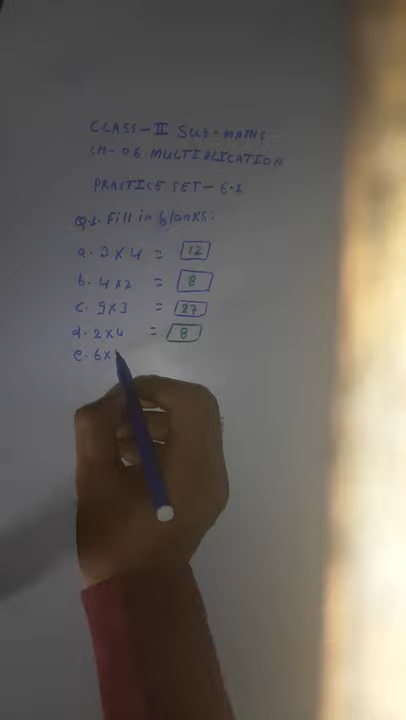 CLASS-II SUB-MATHS
CH-06 MULTIPLICATION
PRACTICE SET-6.1
Q1. Fill in blanks:
a. 3 X 4 = 12
b. 4 X 2 = 8
c. 9 X 3 = 27
d. 2 X 4 = 8
e. 6 X